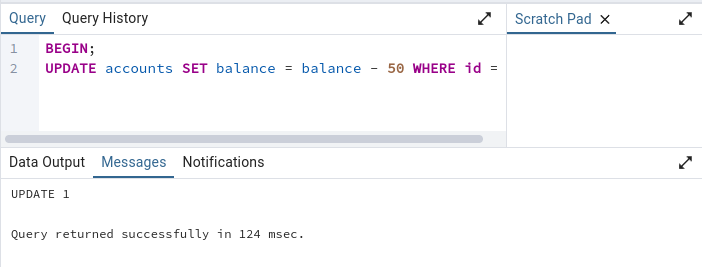 Query Query History
Scratch Pad
1 BEGIN;
2 UPDATE accounts SET balance = balance - 50 WHERE id =
Data Output Messages Notifications
UPDATE 1
Query returned successfully in 124 msec.